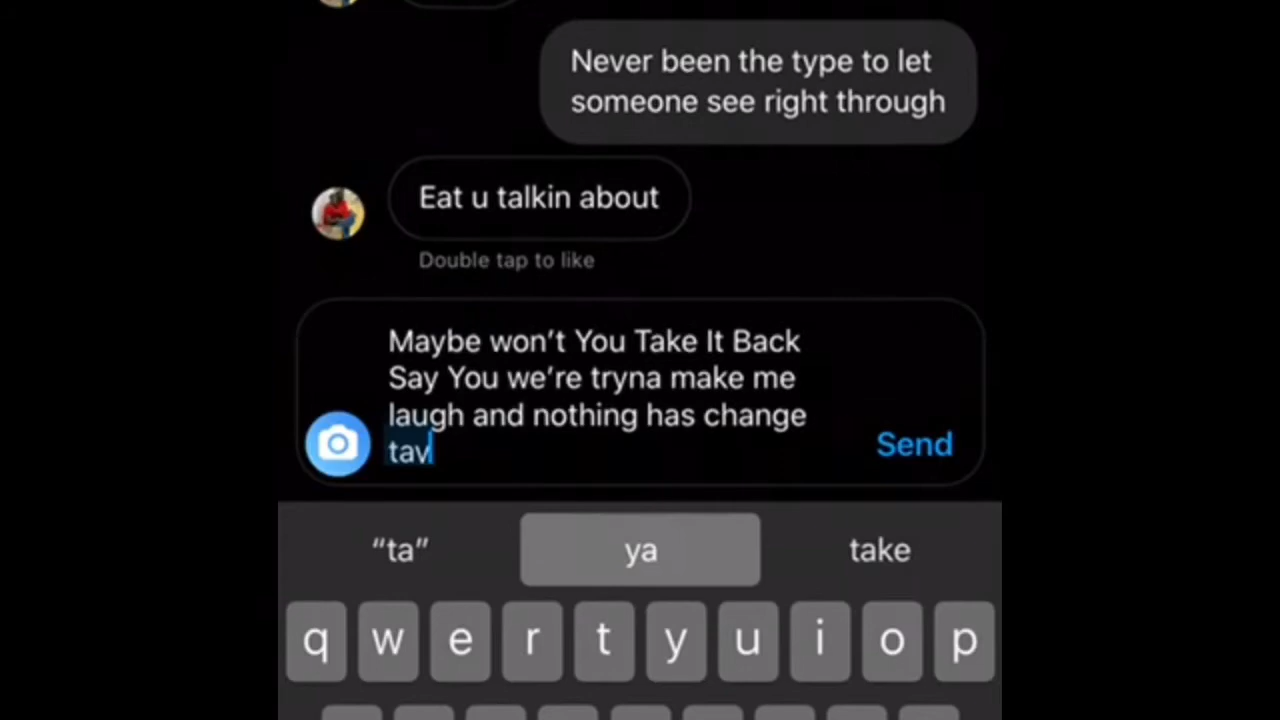 Never been the type to let
someone see right through
Eat u talkin about
Double tap to like
Maybe won't You Take It Back
Say You we're tryna make me
laugh and nothing has change
tav
Send
"ta" ya take
q w e r t y u i o p